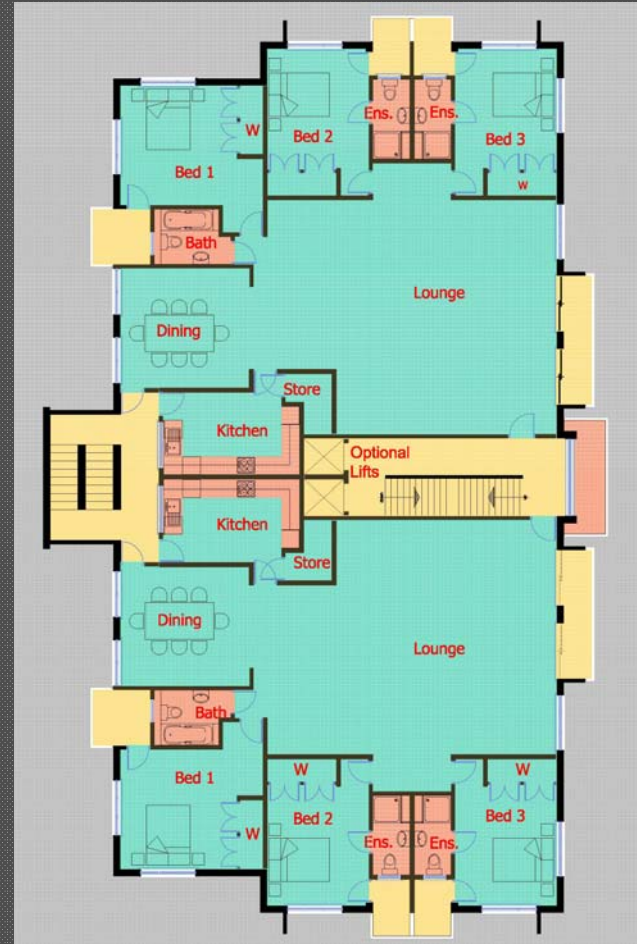 Ens.
Ens.
W
Bed 2
Bed 3
Bed 1
W
Bath
Lounge
Dining
Store
Kitchen
Optional
Lifts
Kitchen
Store
Dining
Lounge
Bath
W
W
Bed 1
Bed 2
Bed 3
W
Ens.
Ens.